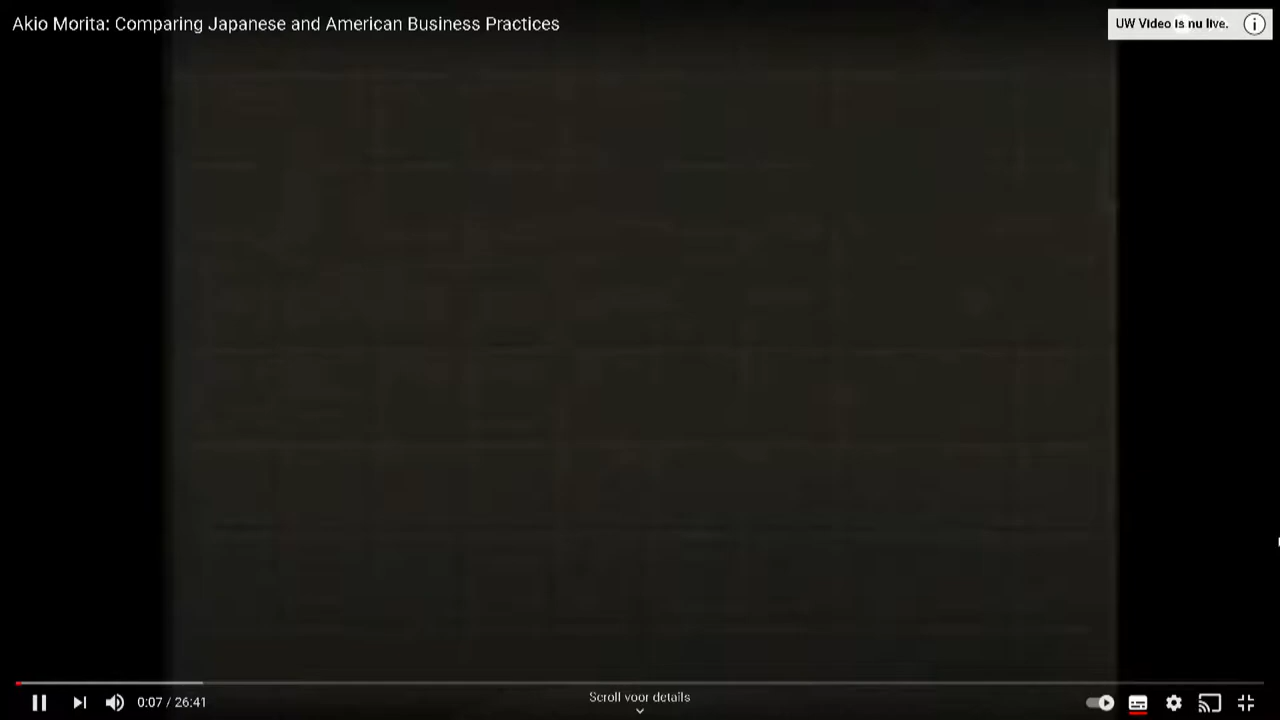 Akio Morita: Comparing Japanese and American Business Practices
UW Video is nu live.
0:07 / 26:41
Scroll voor details